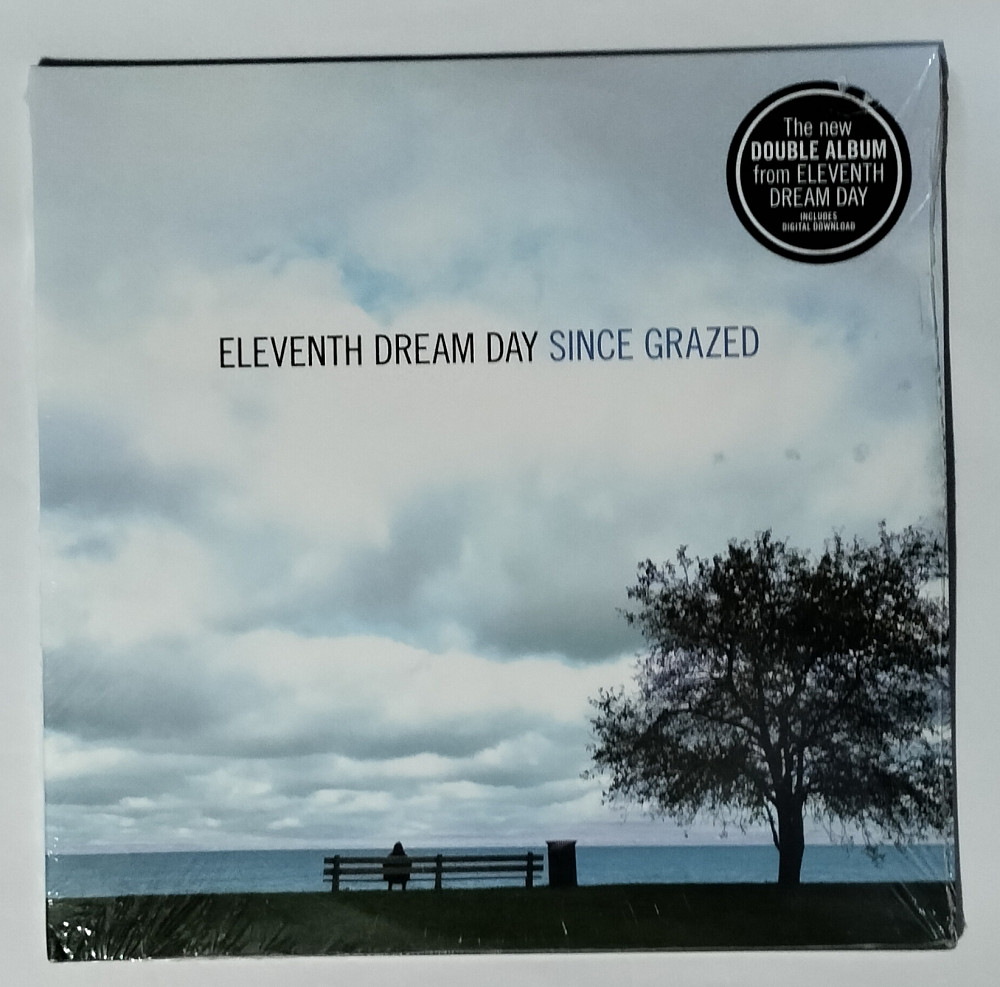 The new
DOUBLE ALBUM
from ELEVENTH
DREAM DAY
INCLUDES
DIGITAL DOWNLOAD
ELEVENTH DREAM DAY SINCE GRAZED